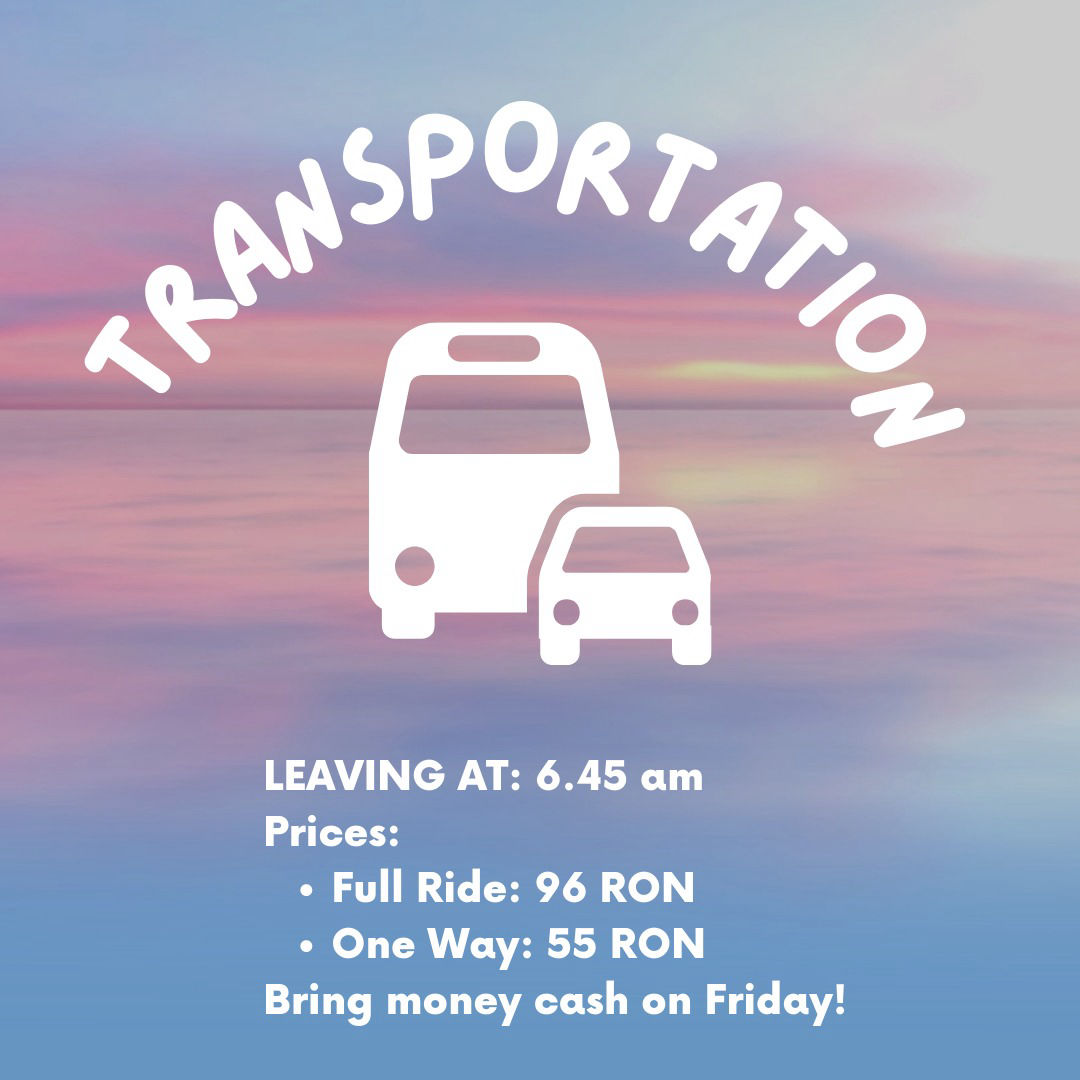 TRANSPORTATION
LEAVING AT: 6.45 am
Prices:
• Full Ride: 96 RON
• One Way: 55 RON
Bring money cash on Friday!